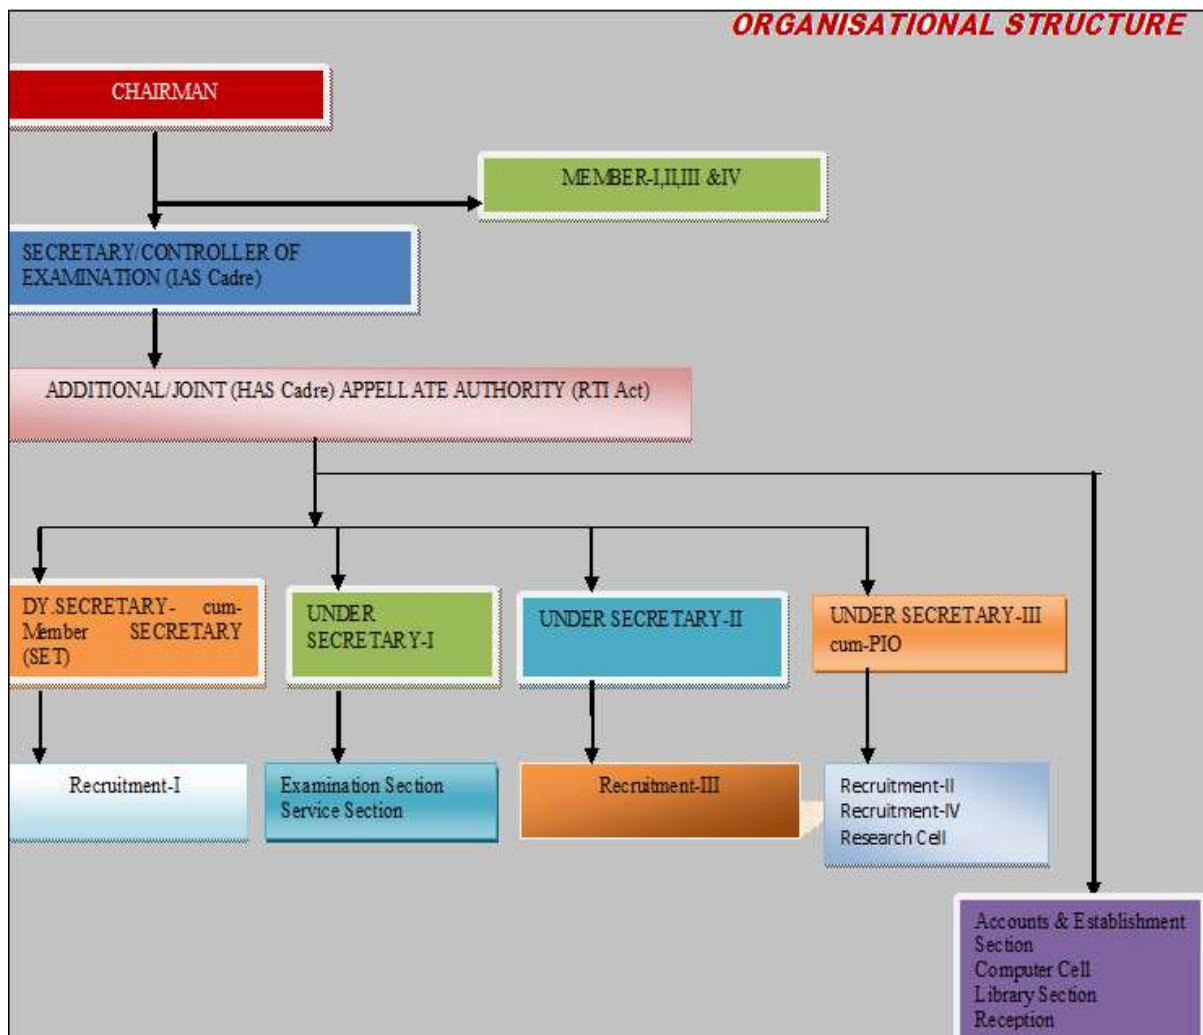 ORGANISATIONAL STRUCTURE
CHAIRMAN
MEMBER-I,II,III &IV
SECRETARY/CONTROLLER OF
EXAMINATION (IAS Cadre)
ADDITIONAL/JOINT (HAS Cadre) APPELLATE AUTHORITY (RTI Act)
DY.SECRETARY- cum-
Member SECRETARY
(SET)
UNDER
SECRETARY-I
UNDER SECRETARY-II
UNDER SECRETARY-III
cum-PIO
Recruitment-I
Examination Section
Service Section
Recruitment-III
Recruitment-II
Recruitment-IV
Research Cell
Accounts & Establishment
Section
Computer Cell
Library Section
Reception